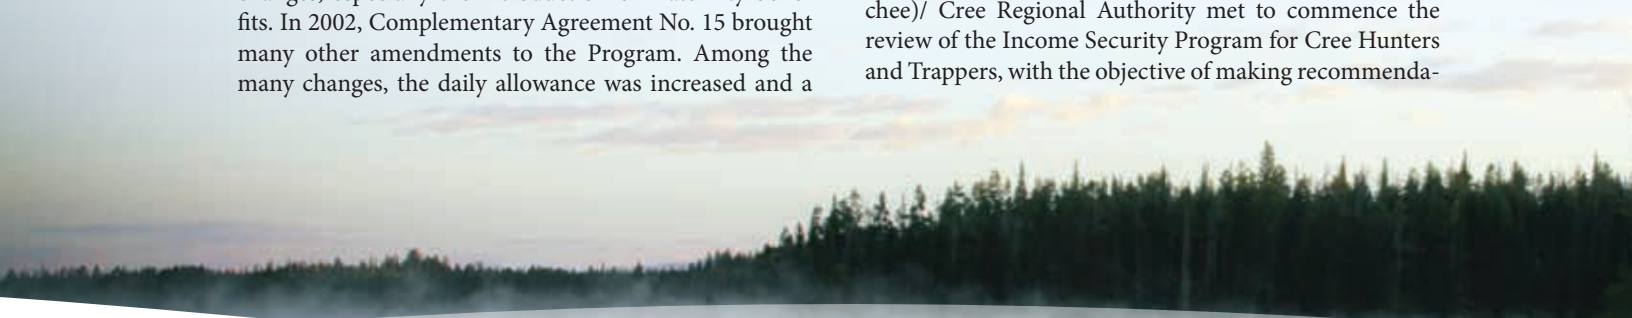 fits. In 2002, Complementary Agreement No. 15 brought
many other amendments to the Program. Among the
many changes, the daily allowance was increased and a
chee)/ Cree Regional Authority met to commence the
review of the Income Security Program for Cree Hunters
and Trappers, with the objective of making recommenda-